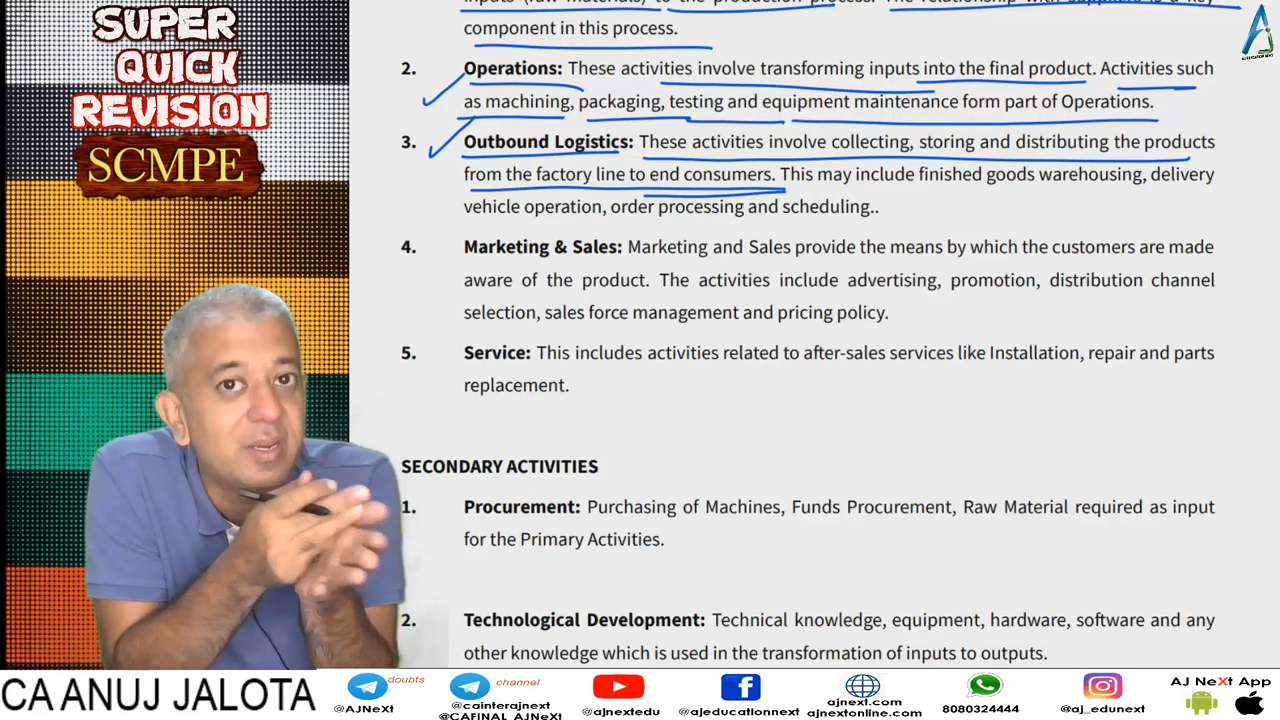 SUPER
QUICK
REVISION
SCMPE
component in this process.
2. Operations: These activities involve transforming inputs into the final product. Activities such
as machining, packaging, testing and equipment maintenance form part of Operations.
3. Outbound Logistics: These activities involve collecting, storing and distributing the products
from the factory line to end consumers. This may include finished goods warehousing, delivery
vehicle operation, order processing and scheduling..
4. Marketing & Sales: Marketing and Sales provide the means by which the customers are made
aware of the product. The activities include advertising, promotion, distribution channel
selection, sales force management and pricing policy.
5. Service: This includes activities related to after-sales services like Installation, repair and parts
replacement.
SECONDARY ACTIVITIES
1. Procurement: Purchasing of Machines, Funds Procurement, Raw Material required as input
for the Primary Activities.
2. Technological Development: Technical knowledge, equipment, hardware, software and any
other knowledge which is used in the transformation of inputs to outputs.
CA ANUJ JALOTA
doubts
@AJNeXt
channel
@cainterajnext
@CAFINAL_AJNeXt
@ajnextedu
@ajeducationnext
ajnext.com
ajnextonline.com
8080324444
@aj_edunext
AJ NeXt App